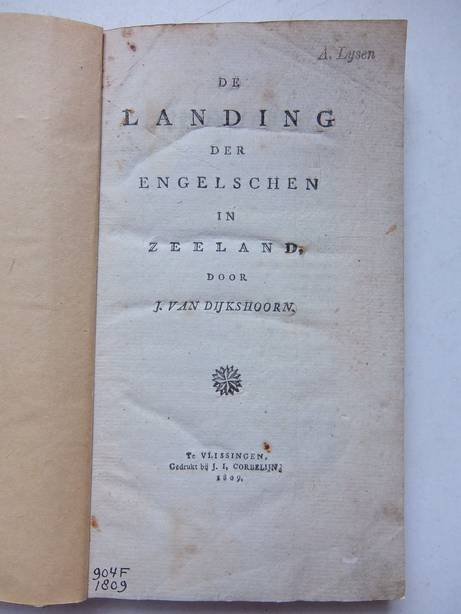 A. Lysen
DE
LANDING
DER
ENGELSCHEN
IN
ZEELAND,
DOOR
J. VAN DIJKSHOORN.
Te VLISSINGEN,
Gedrukt bij J. I. CORBELIJN,
1809.
904F
1809